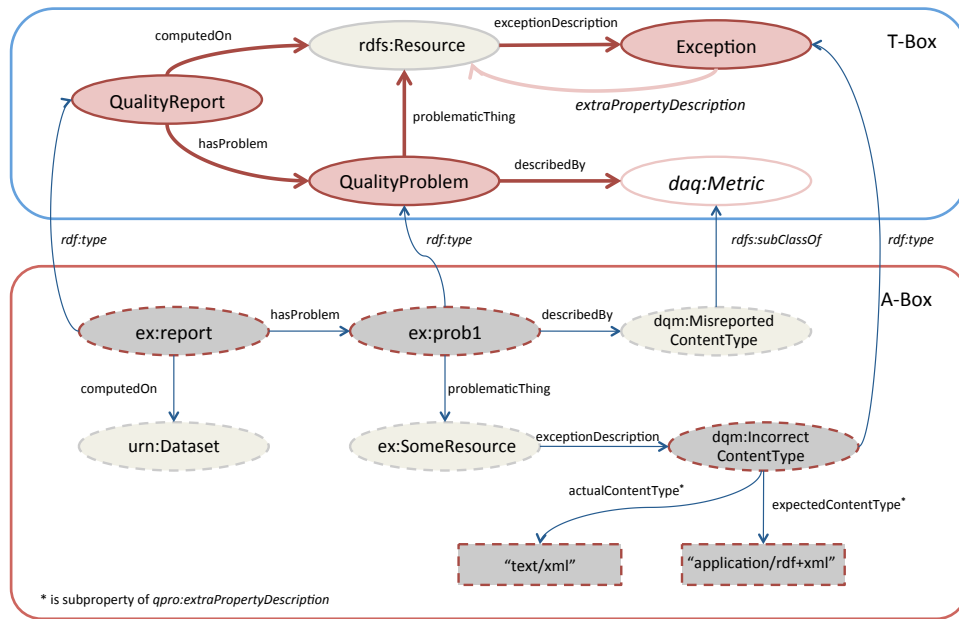 computedOn
exceptionDescription
rdfs:Resource
Exception
T-Box
QualityReport
extraPropertyDescription
problematicThing
hasProblem
describedBy
QualityProblem
daq:Metric
rdf:type
rdf:type
rdfs:subClassOf
rdf:type
A-Box
ex:report
hasProblem
ex:prob1
describedBy
dqm:Misreported
ContentType
computedOn
problematicThing
urn:Dataset
ex:SomeResource
exceptionDescription
dqm:Incorrect
ContentType
actualContentType*
expectedContentType*
“text/xml”
“application/rdf+xml”
* is subproperty of qpro:extraPropertyDescription